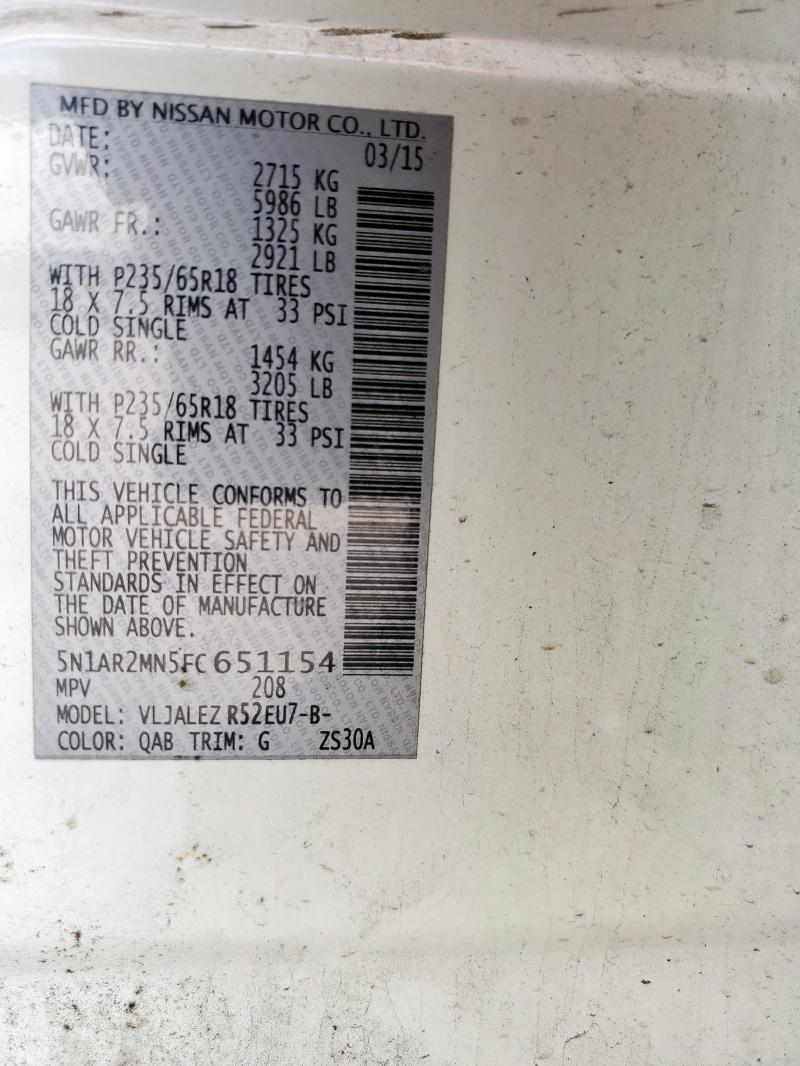 MFD BY NISSAN MOTOR CO., LTD.
DATE: 03/15
GVWR: 2715 KG
5986 LB
GAWR FR.: 1325 KG
2921 LB
WITH P235/65R18 TIRES
18 X 7.5 RIMS AT 33 PSI
COLD SINGLE
GAWR RR.: 1454 KG
3205 LB
WITH P235/65R18 TIRES
18 X 7.5 RIMS AT 33 PSI
COLD SINGLE
THIS VEHICLE CONFORMS TO
ALL APPLICABLE FEDERAL
MOTOR VEHICLE SAFETY AND
THEFT PREVENTION
STANDARDS IN EFFECT ON
THE DATE OF MANUFACTURE
SHOWN ABOVE.
5N1AR2MN5FC651154
MPV 208
MODEL: VLJALEZ R52EU7-B-
COLOR: QAB TRIM: G ZS30A